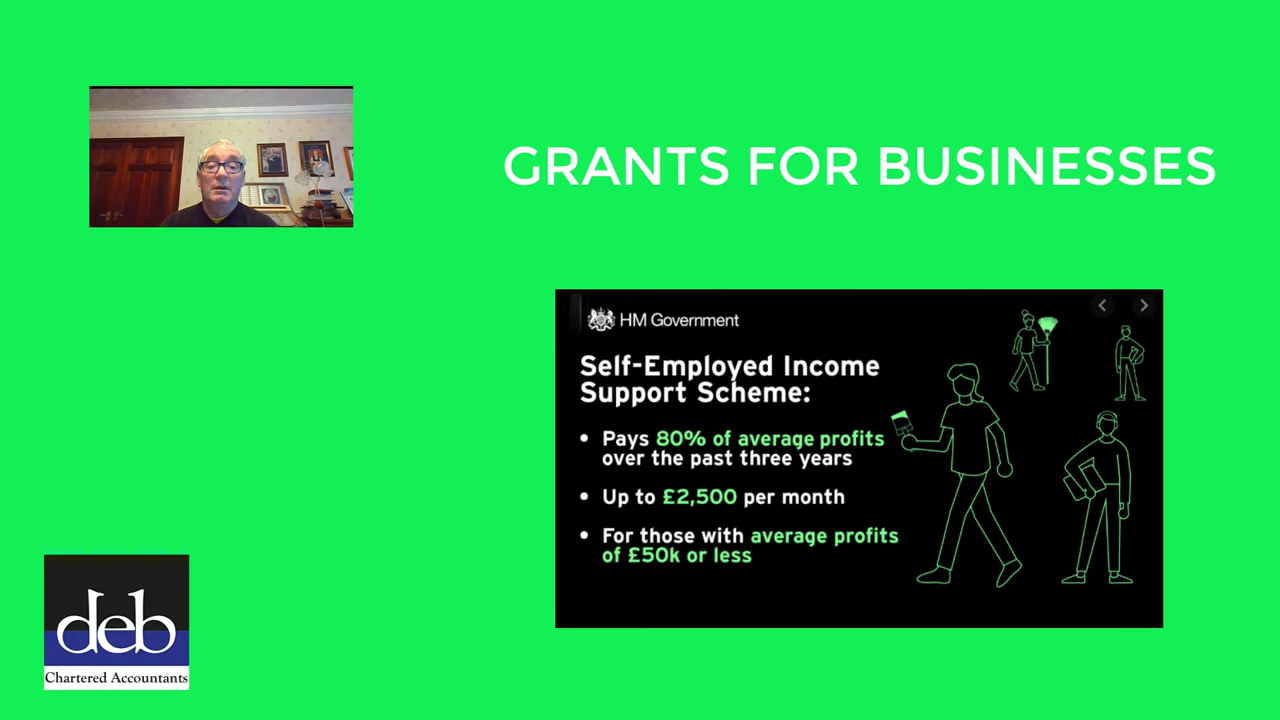 GRANTS FOR BUSINESSES
HM Government
Self-Employed Income
Support Scheme:
• Pays 80% of average profits
over the past three years
• Up to £2,500 per month
• For those with average profits
of £50k or less
deb
Chartered Accountants